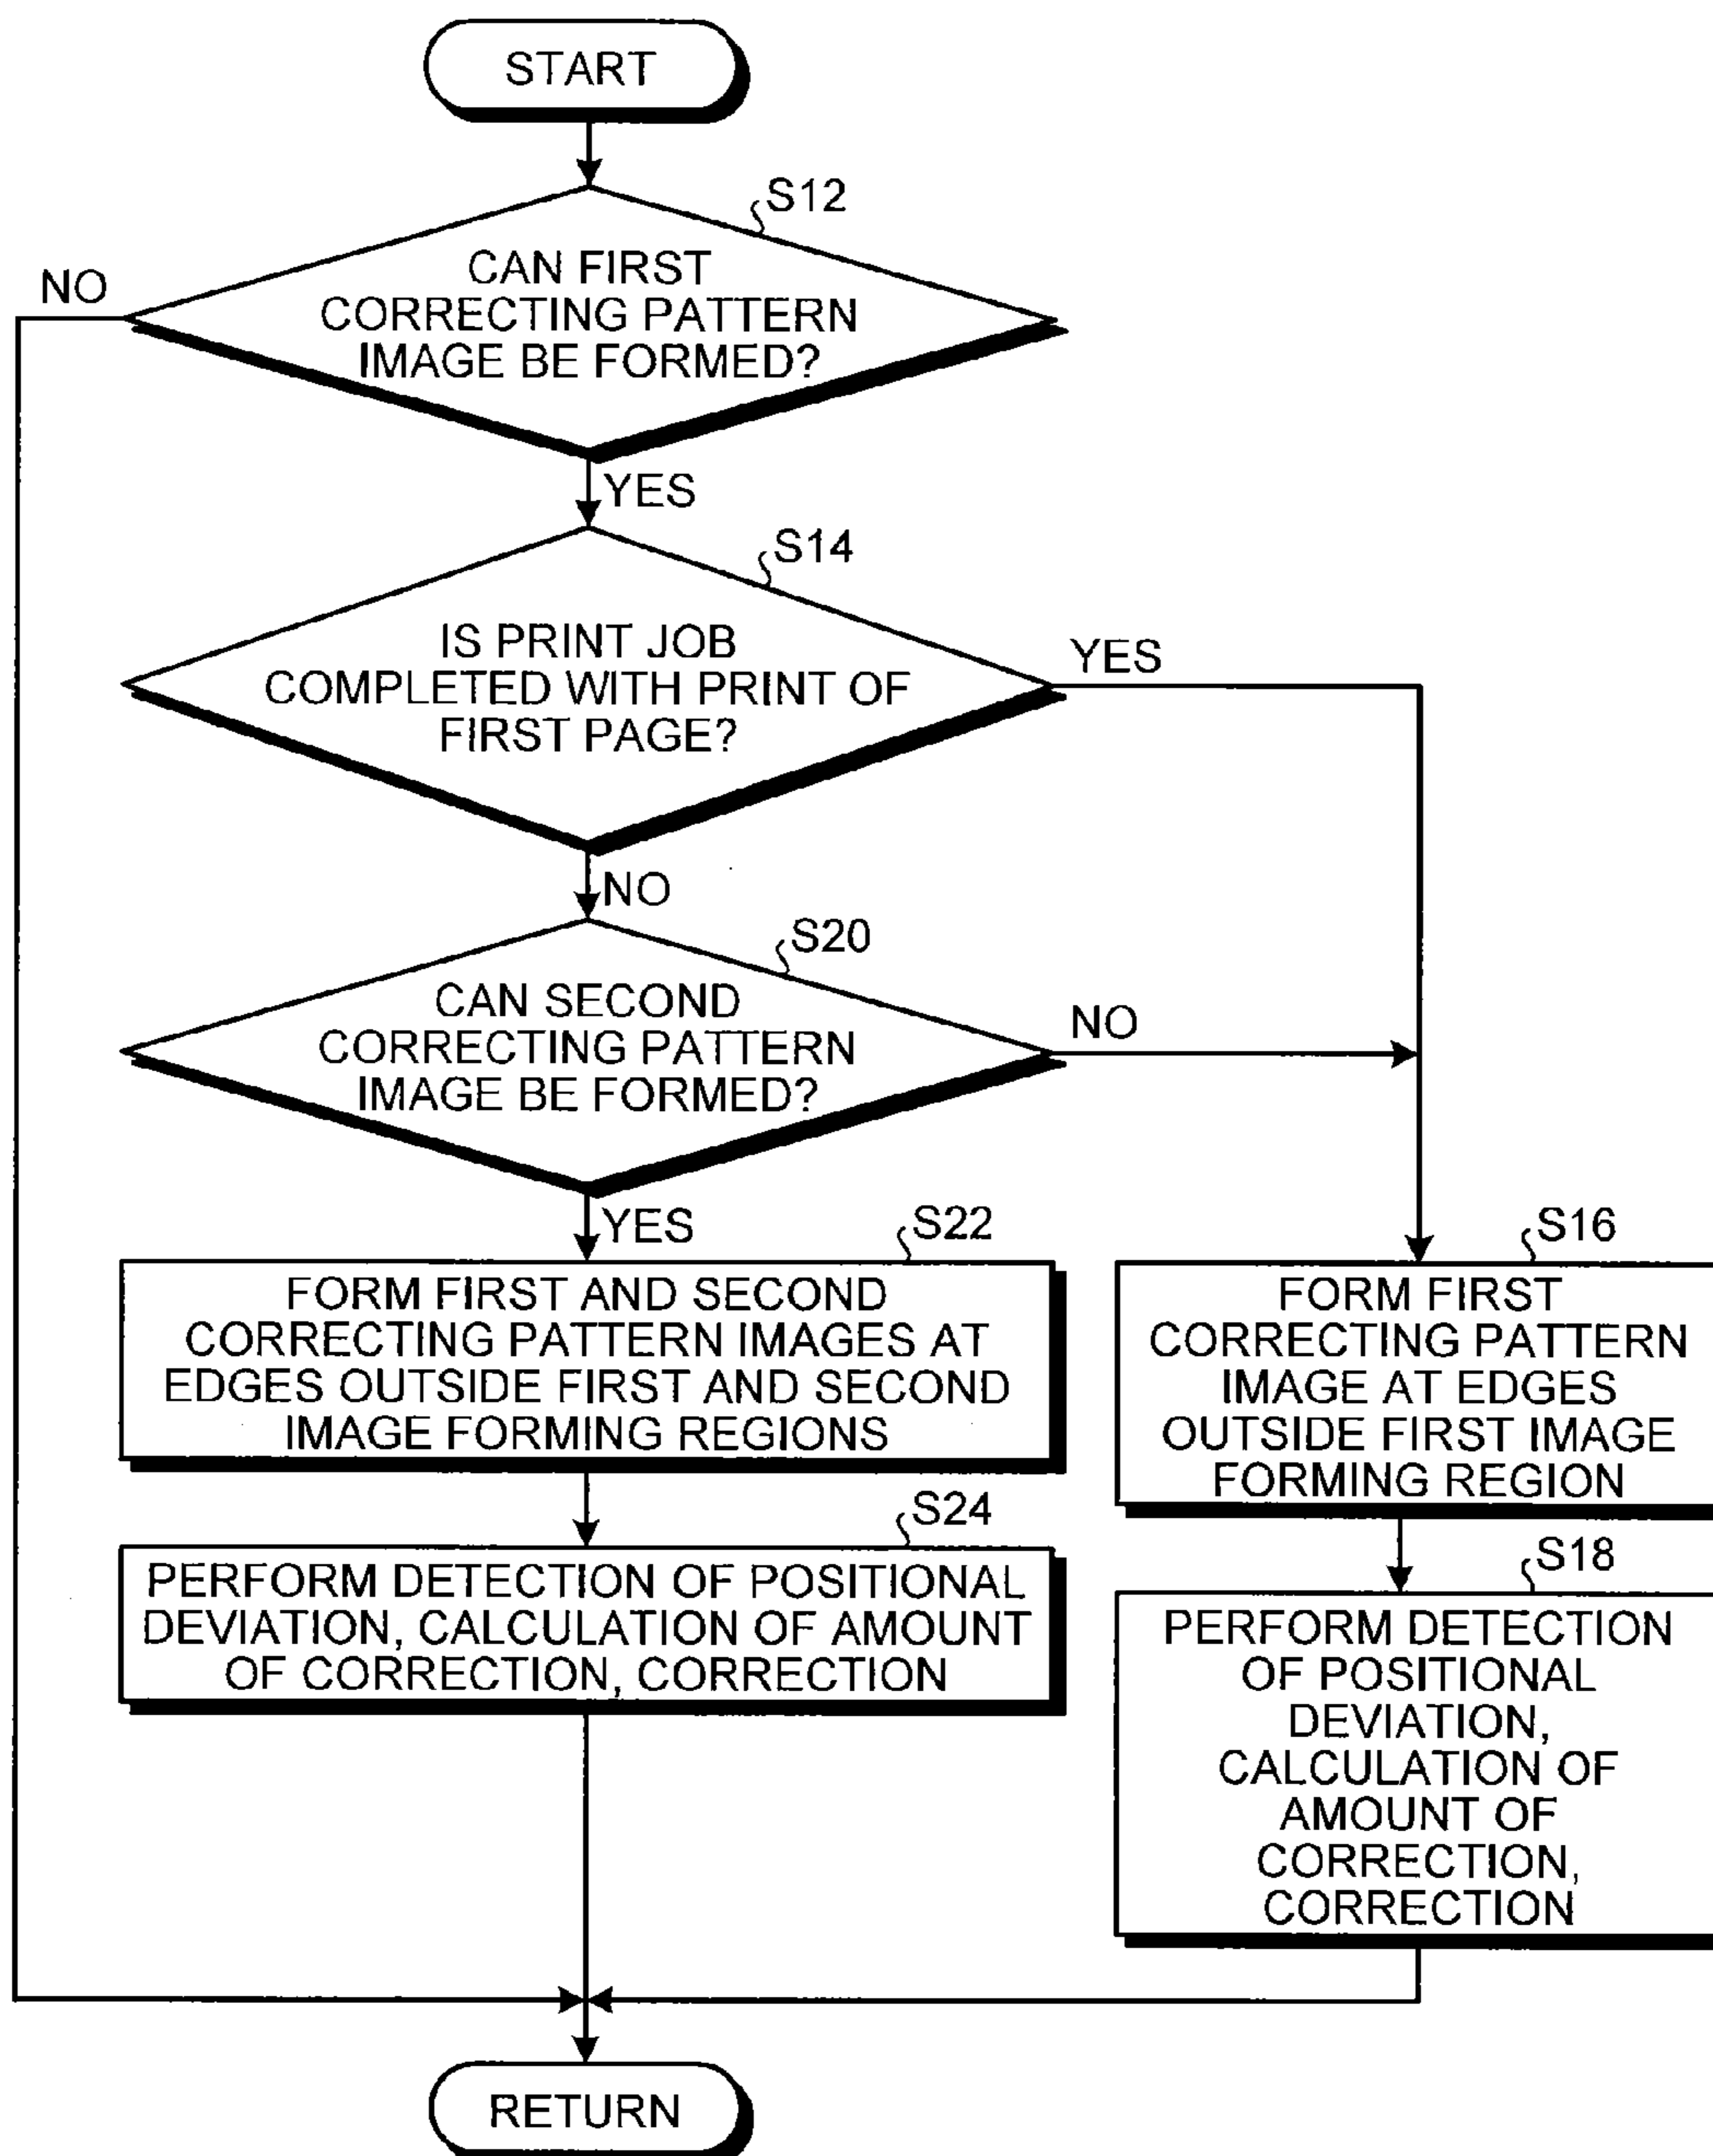 START
S12
NO
CAN FIRST
CORRECTING PATTERN
IMAGE BE FORMED?
YES
S14
IS PRINT JOB
COMPLETED WITH PRINT OF
FIRST PAGE?
YES
NO
S20
CAN SECOND
CORRECTING PATTERN
IMAGE BE FORMED?
NO
YES
S22
FORM FIRST AND SECOND
CORRECTING PATTERN IMAGES AT
EDGES OUTSIDE FIRST AND SECOND
IMAGE FORMING REGIONS
S16
FORM FIRST
CORRECTING PATTERN
IMAGE AT EDGES
OUTSIDE FIRST IMAGE
FORMING REGION
S24
PERFORM DETECTION OF POSITIONAL
DEVIATION, CALCULATION OF AMOUNT
OF CORRECTION, CORRECTION
S18
PERFORM DETECTION
OF POSITIONAL
DEVIATION,
CALCULATION OF
AMOUNT OF
CORRECTION,
CORRECTION
RETURN